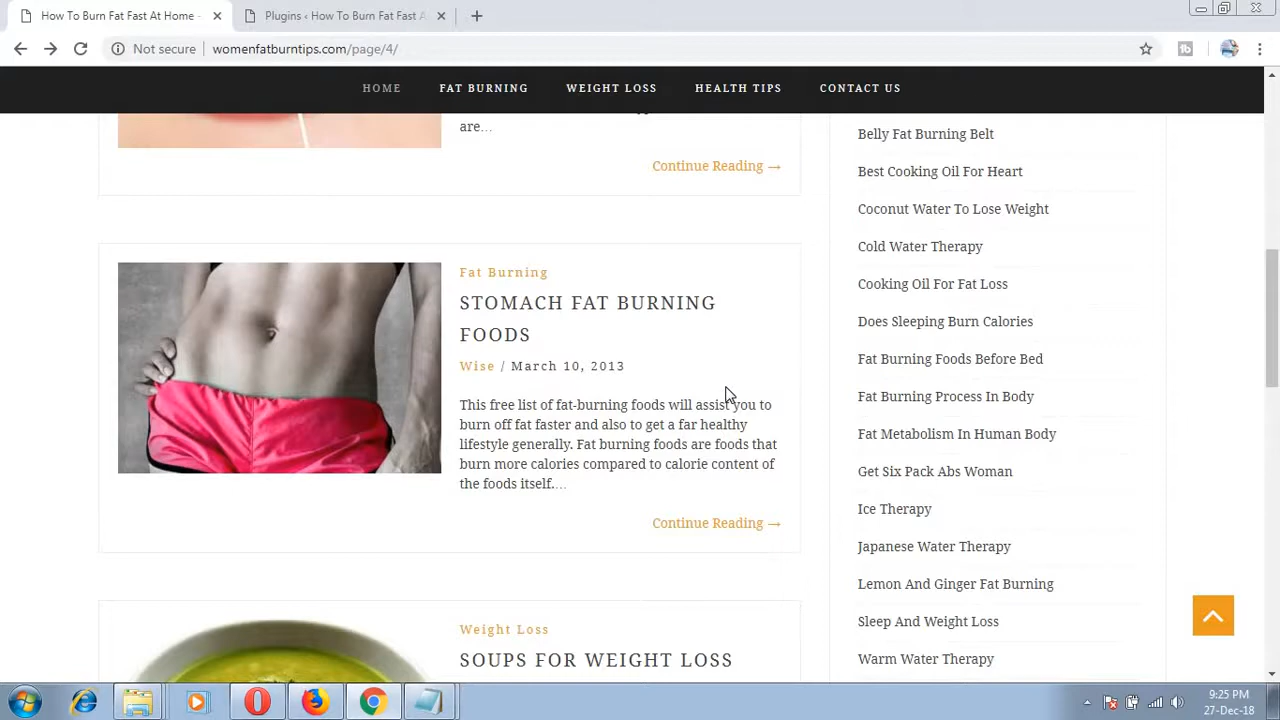 How To Burn Fat Fast At Home -
Plugins ‹ How To Burn Fat Fast A
Not secure
womenfatburntips.com/page/4/
HOME
FAT BURNING
WEIGHT LOSS
HEALTH TIPS
CONTACT US
are…
Continue Reading →
Fat Burning
STOMACH FAT BURNING
FOODS
Wise / March 10, 2013
This free list of fat-burning foods will assist you to
burn off fat faster and also to get a far healthy
lifestyle generally. Fat burning foods are foods that
burn more calories compared to calorie content of
the foods itself.…
Continue Reading →
Weight Loss
SOUPS FOR WEIGHT LOSS
Belly Fat Burning Belt
Best Cooking Oil For Heart
Coconut Water To Lose Weight
Cold Water Therapy
Cooking Oil For Fat Loss
Does Sleeping Burn Calories
Fat Burning Foods Before Bed
Fat Burning Process In Body
Fat Metabolism In Human Body
Get Six Pack Abs Woman
Ice Therapy
Japanese Water Therapy
Lemon And Ginger Fat Burning
Sleep And Weight Loss
Warm Water Therapy
9:25 PM
27-Dec-18